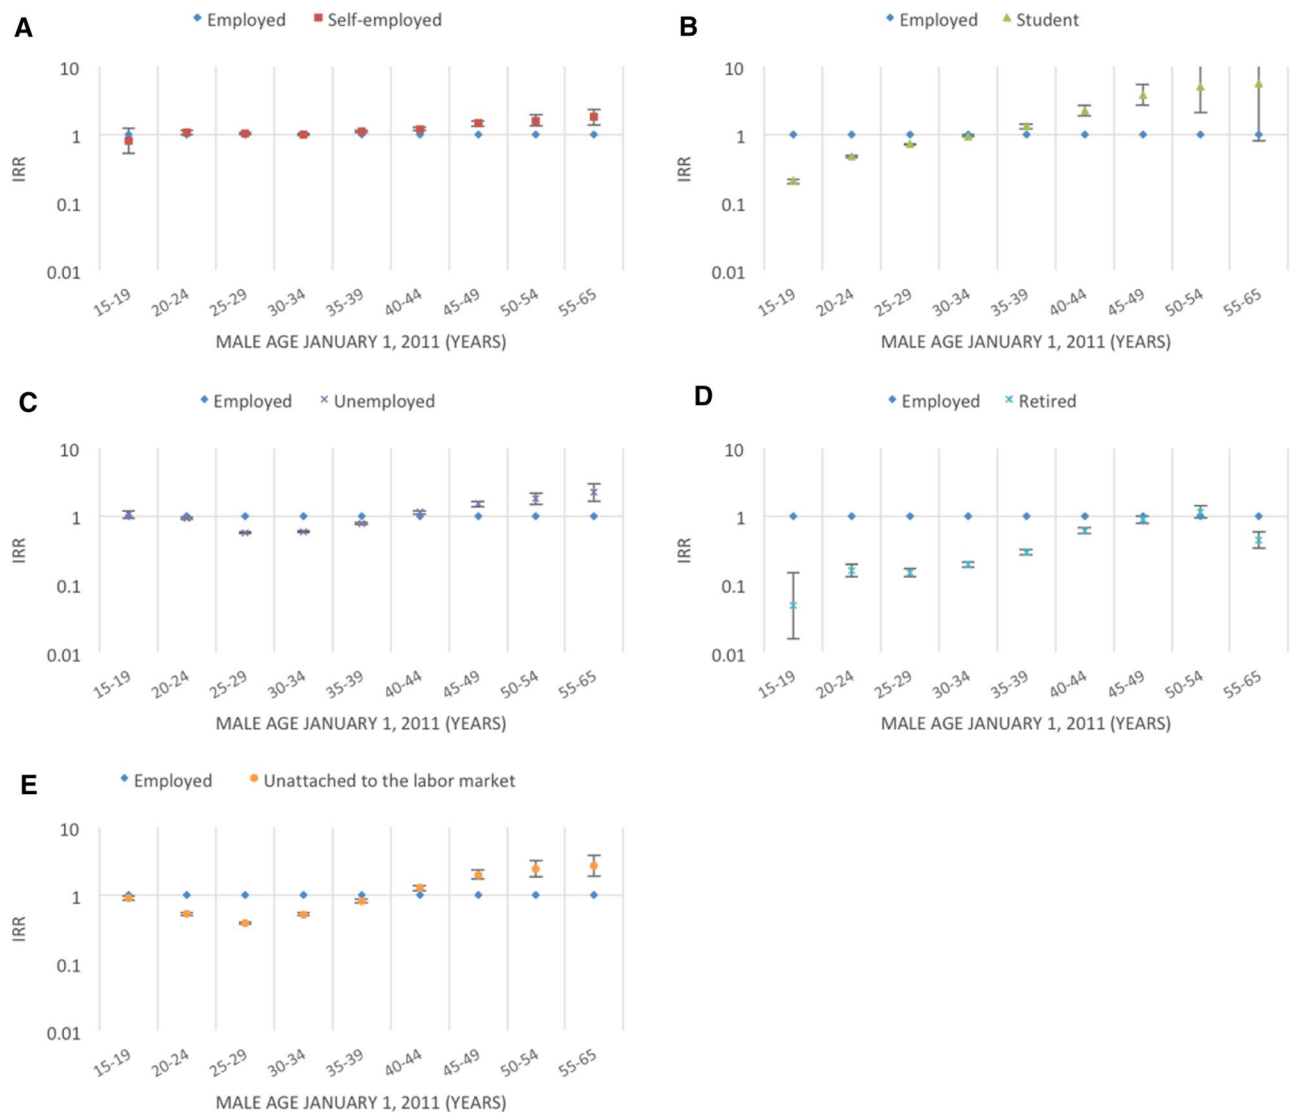 A
Employed Self-employed
10
1
0.1
0.01
IRR
15-19 20-24 25-29 30-34 35-39 40-44 45-49 50-54 55-65
MALE AGE JANUARY 1, 2011 (YEARS)
B
Employed Student
10
1
0.1
0.01
IRR
15-19 20-24 25-29 30-34 35-39 40-44 45-49 50-54 55-65
MALE AGE JANUARY 1, 2011 (YEARS)
C
Employed Unemployed
10
1
0.1
0.01
IRR
15-19 20-24 25-29 30-34 35-39 40-44 45-49 50-54 55-65
MALE AGE JANUARY 1, 2011 (YEARS)
D
Employed Retired
10
1
0.1
0.01
IRR
15-19 20-24 25-29 30-34 35-39 40-44 45-49 50-54 55-65
MALE AGE JANUARY 1, 2011 (YEARS)
E
Employed Unattached to the labor market
10
1
0.1
0.01
IRR
15-19 20-24 25-29 30-34 35-39 40-44 45-49 50-54 55-65
MALE AGE JANUARY 1, 2011 (YEARS)